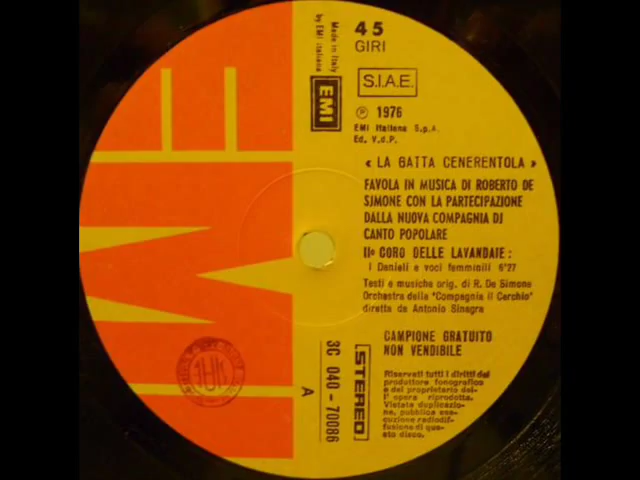 Made in Italy
by EMI Italiana
EMI
45
GIRI
S.I.A.E.
Ⓟ 1976
EMI Italiana S.p.A.
Ed. V.d.P.
« LA GATTA CENERENTOLA »
FAVOLA IN MUSICA DI ROBERTO DE
SIMONE CON LA PARTECIPAZIONE
DALLA NUOVA COMPAGNIA DI
CANTO POPOLARE
IIº CORO DELLE LAVANDAIE :
I Danieli e voci femminili 6'27
Testi e musiche orig. di R. De Simone
Orchestra della "Compagnia il Cerchio"
diretta da Antonio Sinagra
CAMPIONE GRATUITO
NON VENDIBILE
3C 040 - 70086
A
STEREO
Riservati tutti i diritti del
produttore fonografico
e del proprietario del-
l' opera riprodotta.
Vietata duplicazio-
ne, pubblica ese-
cuzione radiodif-
fusione di que-
sto disco.
EMI